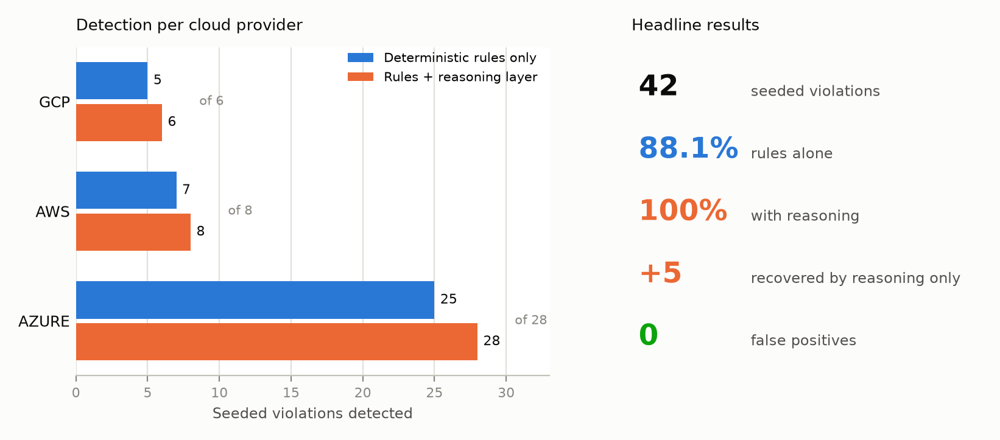 Detection per cloud provider
Deterministic rules only
Rules + reasoning layer
GCP
5
6
of 6
AWS
7
8
of 8
AZURE
25
28
of 28
0 5 10 15 20 25 30
Seeded violations detected
Headline results
42 seeded violations
88.1% rules alone
100% with reasoning
+5 recovered by reasoning only
0 false positives